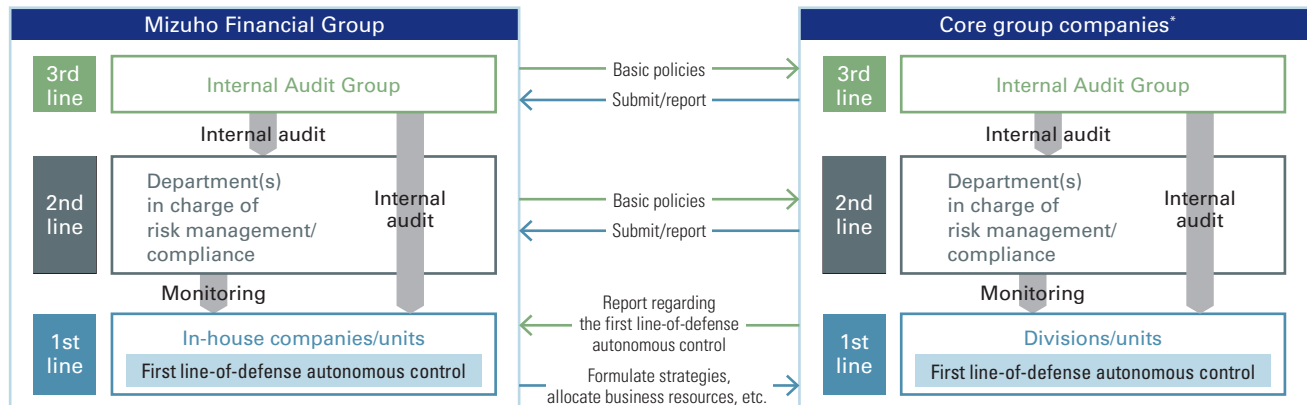 Mizuho Financial Group
3rd
line
Internal Audit Group
Internal audit
2nd
line
Department(s)
in charge of
risk management/
compliance
Internal
audit
Monitoring
1st
line
In-house companies/units
First line-of-defense autonomous control
Basic policies
Submit/report
Basic policies
Submit/report
Report regarding
the first line-of-defense
autonomous control
Formulate strategies,
allocate business resources, etc.
Core group companies*
3rd
line
Internal Audit Group
Internal audit
2nd
line
Department(s)
in charge of
risk management/
compliance
Internal
audit
Monitoring
1st
line
Divisions/units
First line-of-defense autonomous control